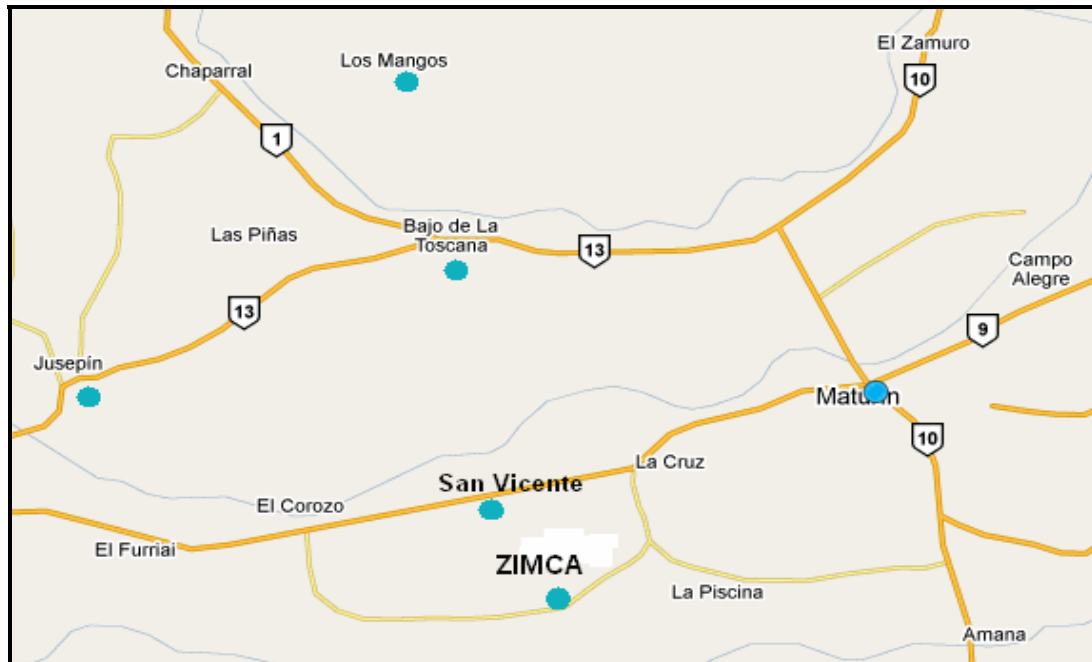 El Zamuro
Los Mangos
Chaparral
10
1
Bajo de La
Toscana
Las Piñas
13
Campo
Alegre
13
9
Jusepín
Maturín
10
La Cruz
San Vicente
El Corozo
El Furriai
ZIMCA
La Piscina
Amana